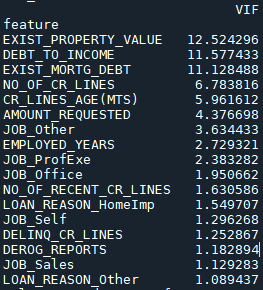 VIF
feature
EXIST_PROPERTY_VALUE 12.524296
DEBT_TO_INCOME 11.577433
EXIST_MORTG_DEBT 11.128488
NO_OF_CR_LINES 6.783816
CR_LINES_AGE(MTS) 5.961612
AMOUNT_REQUESTED 4.376698
JOB_Other 3.634433
EMPLOYED_YEARS 2.729321
JOB_ProfExe 2.383282
JOB_Office 1.950662
NO_OF_RECENT_CR_LINES 1.630586
LOAN_REASON_HomeImp 1.549707
JOB_Self 1.296268
DELINQ_CR_LINES 1.252867
DEROG_REPORTS 1.182894
JOB_Sales 1.129283
LOAN_REASON_Other 1.089437